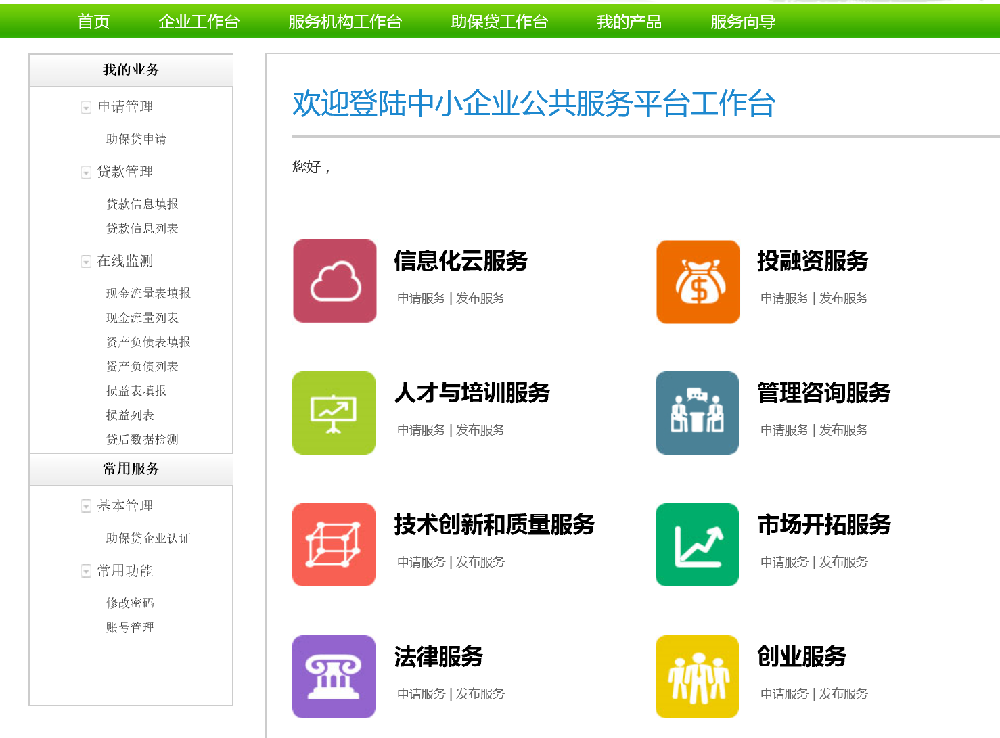 首页 企业工作台 服务机构工作台 助保贷工作台 我的产品 服务向导
我的业务
申请管理
助保贷申请
贷款管理
贷款信息填报
贷款信息列表
在线监测
现金流量表填报
现金流量列表
资产负债表填报
资产负债列表
损益表填报
损益列表
贷后数据检测
常用服务
基本管理
助保贷企业认证
常用功能
修改密码
账号管理
欢迎登陆中小企业公共服务平台工作台
您好，
信息化云服务
申请服务 | 发布服务
投融资服务
申请服务 | 发布服务
人才与培训服务
申请服务 | 发布服务
管理咨询服务
申请服务 | 发布服务
技术创新和质量服务
申请服务 | 发布服务
市场开拓服务
申请服务 | 发布服务
法律服务
申请服务 | 发布服务
创业服务
申请服务 | 发布服务